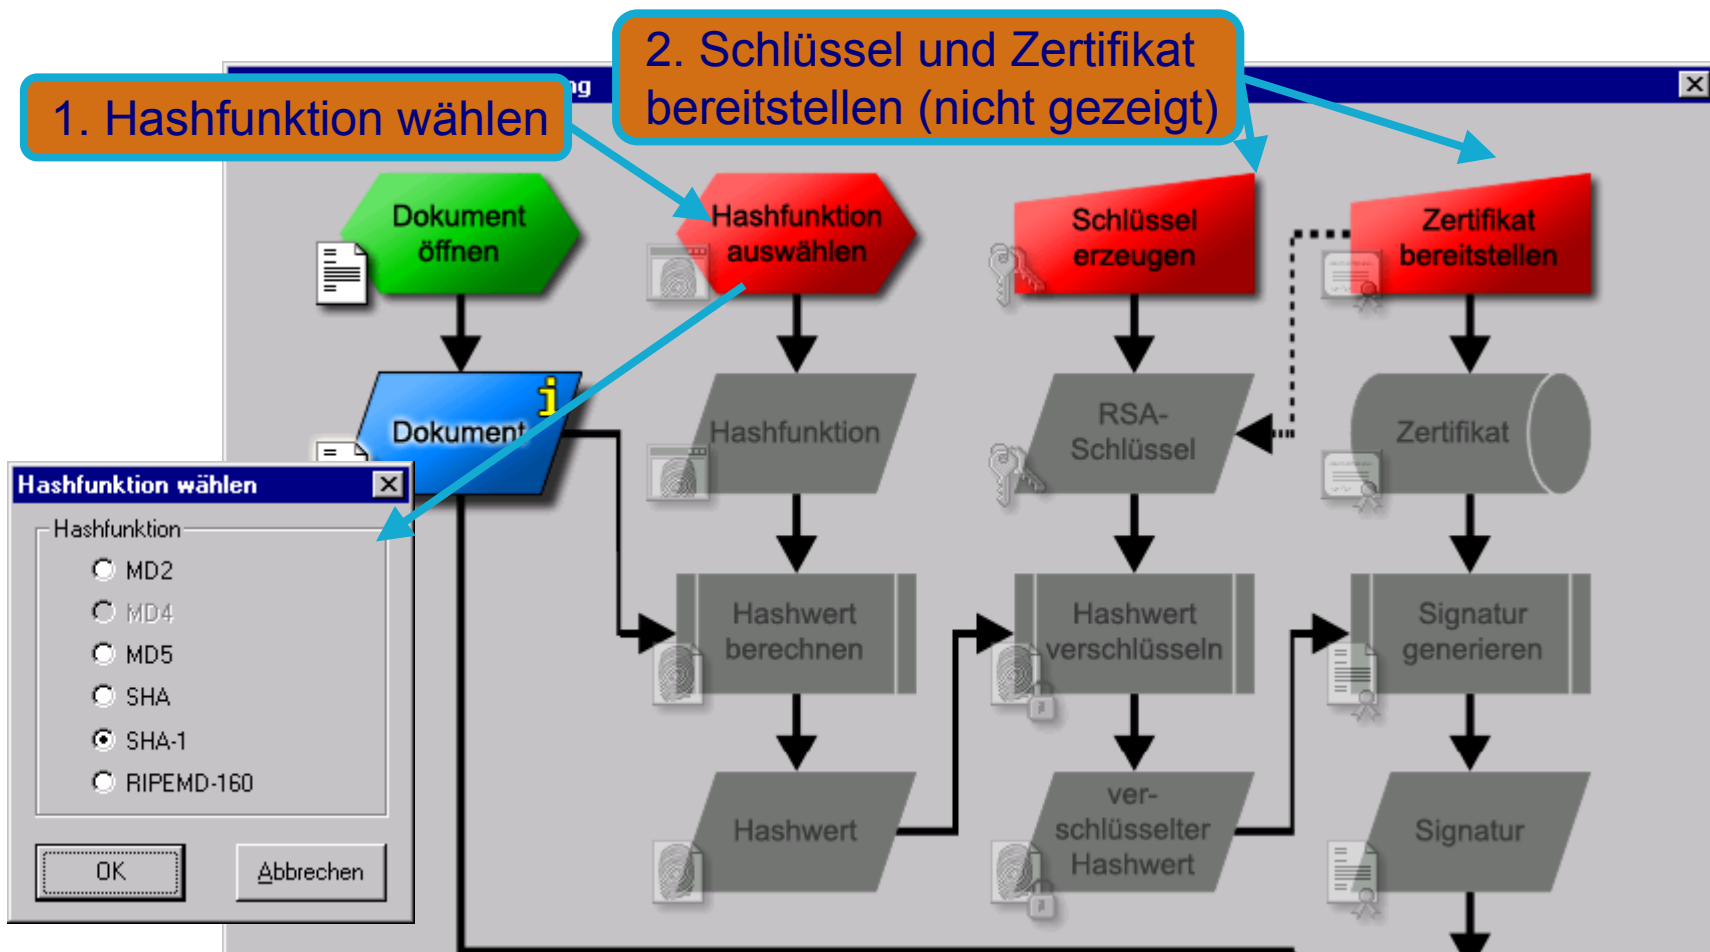 2. Schlüssel und Zertifikat
bereitstellen (nicht gezeigt)
1. Hashfunktion wählen
ng
Dokument
öffnen
Hashfunktion
auswählen
Schlüssel
erzeugen
Zertifikat
bereitstellen
Dokument
i
Hashfunktion
RSA-
Schlüssel
Zertifikat
Hashfunktion wählen
Hashfunktion
MD2
MD4
MD5
SHA
SHA-1
RIPEMD-160
OK
Abbrechen
Hashwert
berechnen
Hashwert
verschlüsseln
Signatur
generieren
Hashwert
ver-
schlüsselter
Hashwert
Signatur